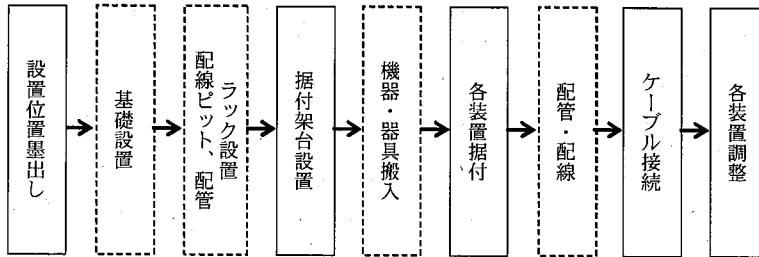 設置位置墨出し
基礎設置
配線ピット、配管
ラック設置
据付架台設置
機器・器具搬入
各装置据付
配管・配線
ケーブル接続
各装置調整